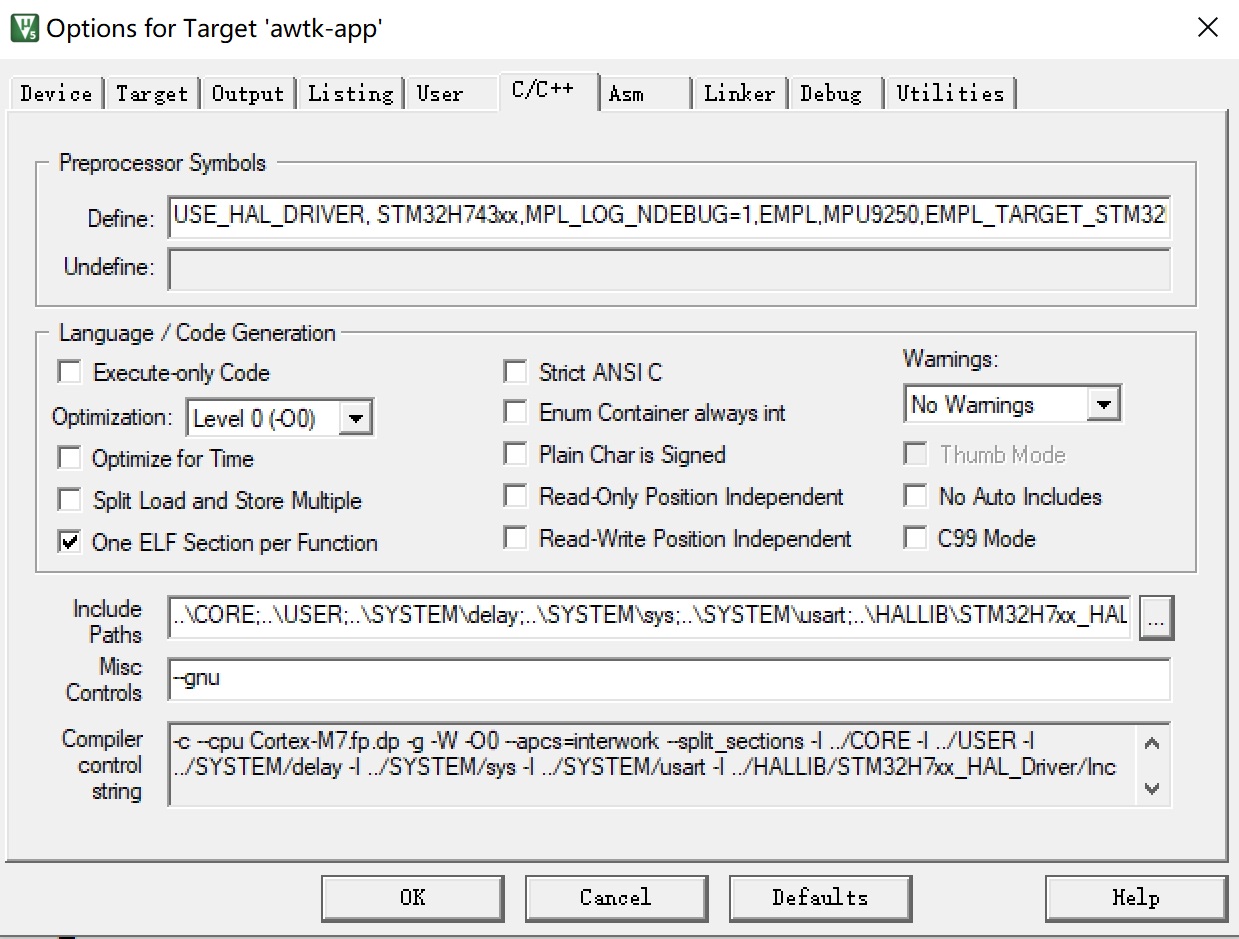 Options for Target 'awtk-app'
Device Target Output Listing User C/C++ Asm Linker Debug Utilities
Preprocessor Symbols
Define: USE_HAL_DRIVER, STM32H743xx,MPL_LOG_NDEBUG=1,EMPL,MPU9250,EMPL_TARGET_STM32
Undefine:
Language / Code Generation
Execute-only Code
Optimization: Level 0 (-O0)
Optimize for Time
Split Load and Store Multiple
One ELF Section per Function
Strict ANSI C
Enum Container always int
Plain Char is Signed
Read-Only Position Independent
Read-Write Position Independent
Warnings:
No Warnings
Thumb Mode
No Auto Includes
C99 Mode
Include
Paths
..\CORE;..\USER;..\SYSTEM\delay;..\SYSTEM\sys;..\SYSTEM\usart;..\HALLIB\STM32H7xx_HAL
...
Misc
Controls
--gnu
Compiler
control
string
-c --cpu Cortex-M7.fp.dp -g -W -O0 --apcs=interwork --split_sections -I ../CORE -I ../USER -I
../SYSTEM/delay -I ../SYSTEM/sys -I ../SYSTEM/usart -I ../HALLIB/STM32H7xx_HAL_Driver/Inc
OK Cancel Defaults Help